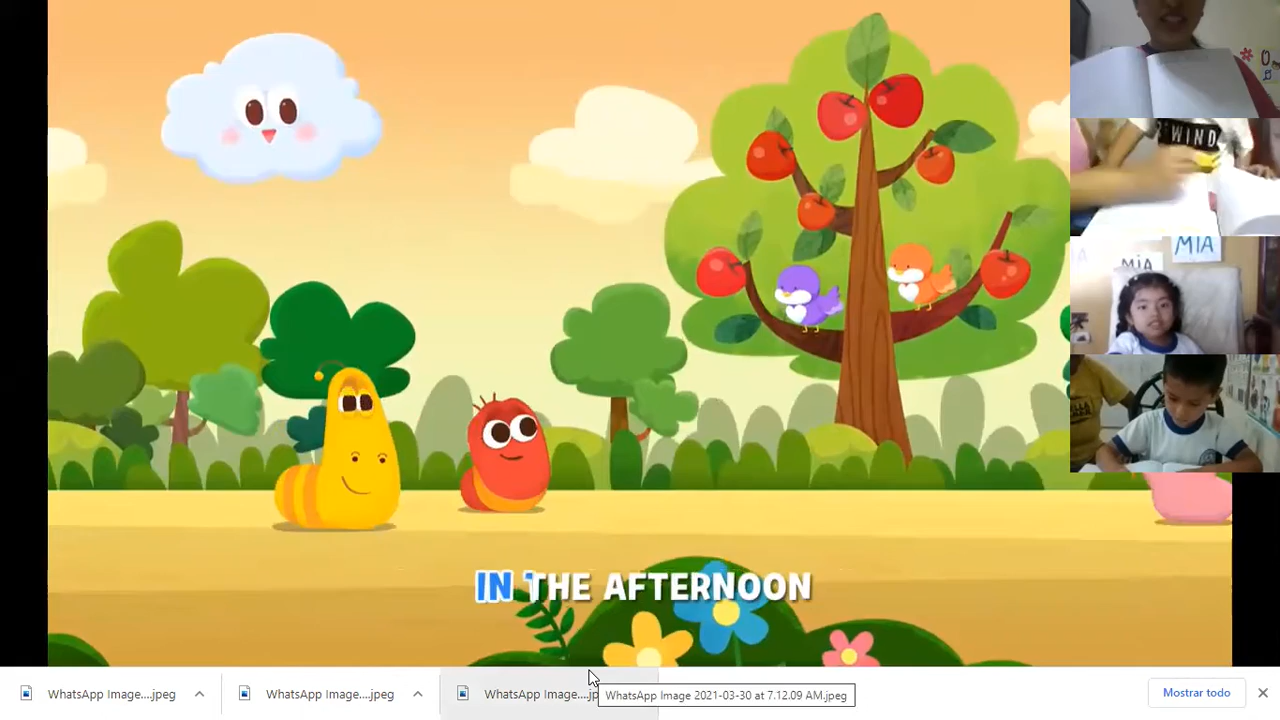 EWIND
MIA
MIA
IN THE AFTERNOON
WhatsApp Image....jpeg
WhatsApp Image....jpeg
WhatsApp Image....jp
WhatsApp Image 2021-03-30 at 7.12.09 AM.jpeg
Mostrar todo